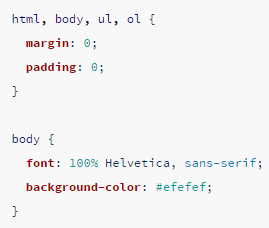 html, body, ul, ol {
  margin: 0;
  padding: 0;
}

body {
  font: 100% Helvetica, sans-serif;
  background-color: #efefef;
}